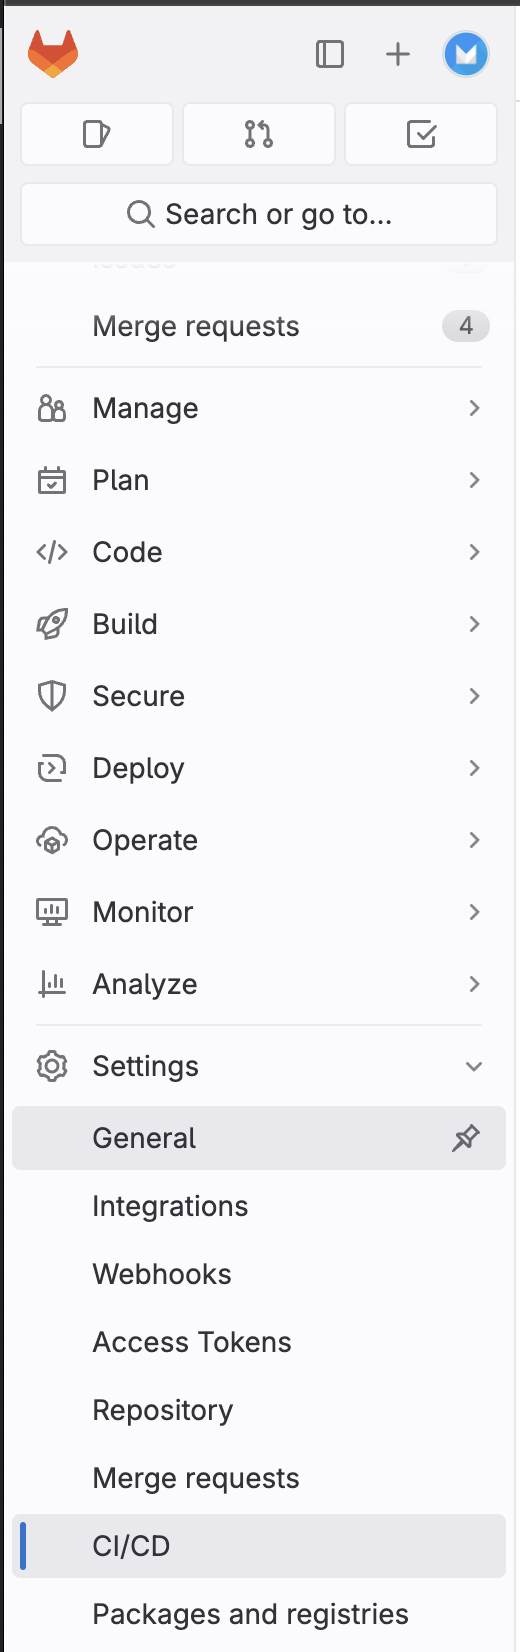 Search or go to...
Merge requests 4
Manage
Plan
Code
Build
Secure
Deploy
Operate
Monitor
Analyze
Settings
General
Integrations
Webhooks
Access Tokens
Repository
Merge requests
CI/CD
Packages and registries